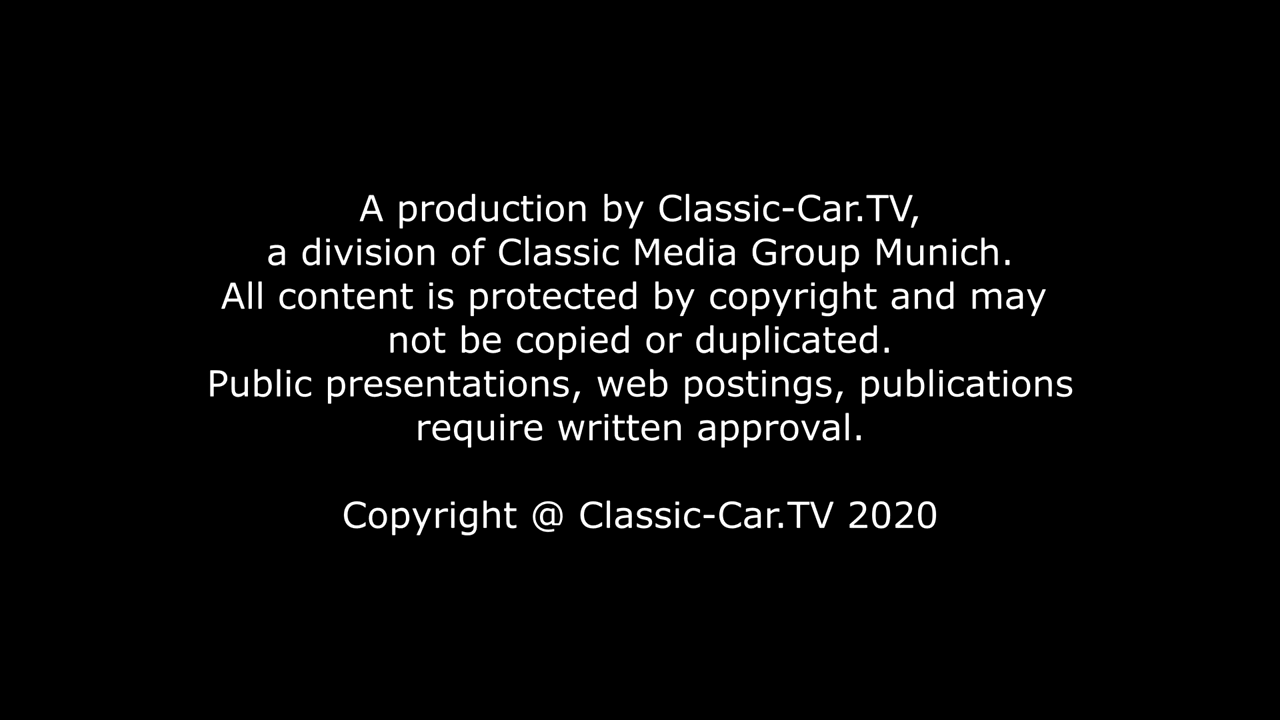 A production by Classic-Car.TV,
a division of Classic Media Group Munich.
All content is protected by copyright and may
not be copied or duplicated.
Public presentations, web postings, publications
require written approval.
Copyright @ Classic-Car.TV 2020